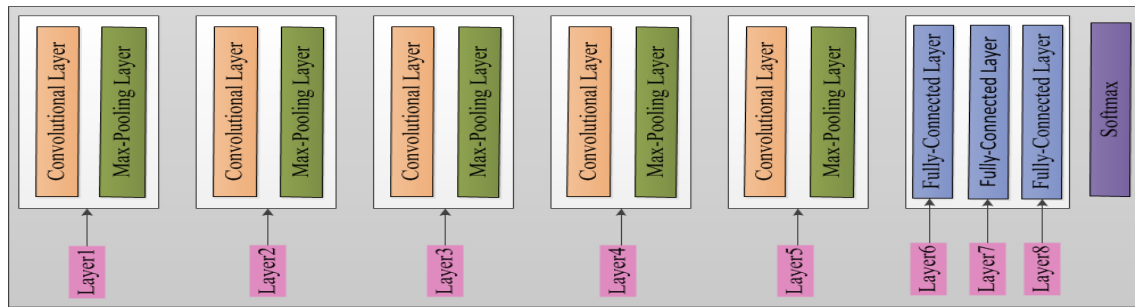 Convolutional Layer
Max-Pooling Layer
Convolutional Layer
Max-Pooling Layer
Convolutional Layer
Max-Pooling Layer
Convolutional Layer
Max-Pooling Layer
Convolutional Layer
Max-Pooling Layer
Fully-Connected Layer
Fully-Connected Layer
Fully-Connected Layer
Softmax
Layer1
Layer2
Layer3
Layer4
Layer5
Layer6
Layer7
Layer8